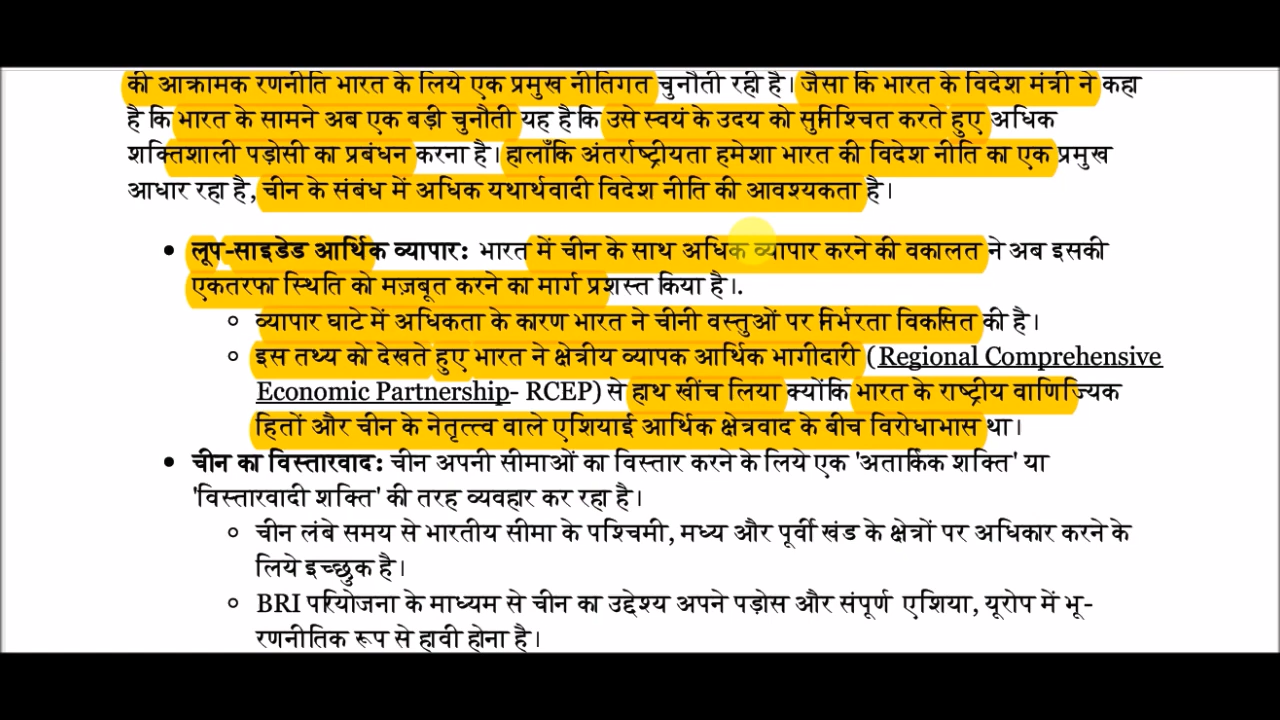 की आक्रामक रणनीति भारत के लिये एक प्रमुख नीतिगत चुनौती रही है। जैसा कि भारत के विदेश मंत्री ने कहा
है कि भारत के सामने अब एक बड़ी चुनौती यह है कि उसे स्वयं के उदय को सुनिश्चित करते हुए अधिक
शक्तिशाली पड़ोसी का प्रबंधन करना है। हालाँकि अंतर्राष्ट्रीयता हमेशा भारत की विदेश नीति का एक प्रमुख
आधार रहा है, चीन के संबंध में अधिक यथार्थवादी विदेश नीति की आवश्यकता है।
• लूप-साइडेड आर्थिक व्यापार: भारत में चीन के साथ अधिक व्यापार करने की वकालत ने अब इसकी
एकतरफा स्थिति को मज़बूत करने का मार्ग प्रशस्त किया है।.
○ व्यापार घाटे में अधिकता के कारण भारत ने चीनी वस्तुओं पर निर्भरता विकसित की है।
○ इस तथ्य को देखते हुए भारत ने क्षेत्रीय व्यापक आर्थिक भागीदारी (Regional Comprehensive
Economic Partnership- RCEP) से हाथ खींच लिया क्योंकि भारत के राष्ट्रीय वाणिज्यिक
हितों और चीन के नेतृत्त्व वाले एशियाई आर्थिक क्षेत्रवाद के बीच विरोधाभास था।
• चीन का विस्तारवाद: चीन अपनी सीमाओं का विस्तार करने के लिये एक 'अतार्किक शक्ति' या
'विस्तारवादी शक्ति' की तरह व्यवहार कर रहा है।
○ चीन लंबे समय से भारतीय सीमा के पश्चिमी, मध्य और पूर्वी खंड के क्षेत्रों पर अधिकार करने के
लिये इच्छुक है।
○ BRI परियोजना के माध्यम से चीन का उद्देश्य अपने पड़ोस और संपूर्ण एशिया, यूरोप में भू-
रणनीतिक रूप से हावी होना है।